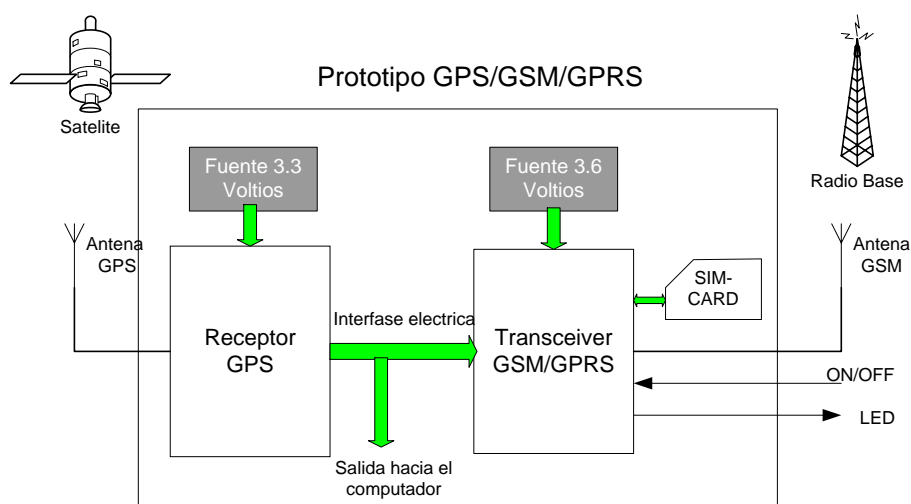 Prototipo GPS/GSM/GPRS
Satelite
Radio Base
Fuente 3.3
Voltios
Fuente 3.6
Voltios
Antena
GPS
Antena
GSM
SIM-
CARD
Interfase electrica
Receptor
GPS
Transceiver
GSM/GPRS
ON/OFF
LED
Salida hacia el
computador